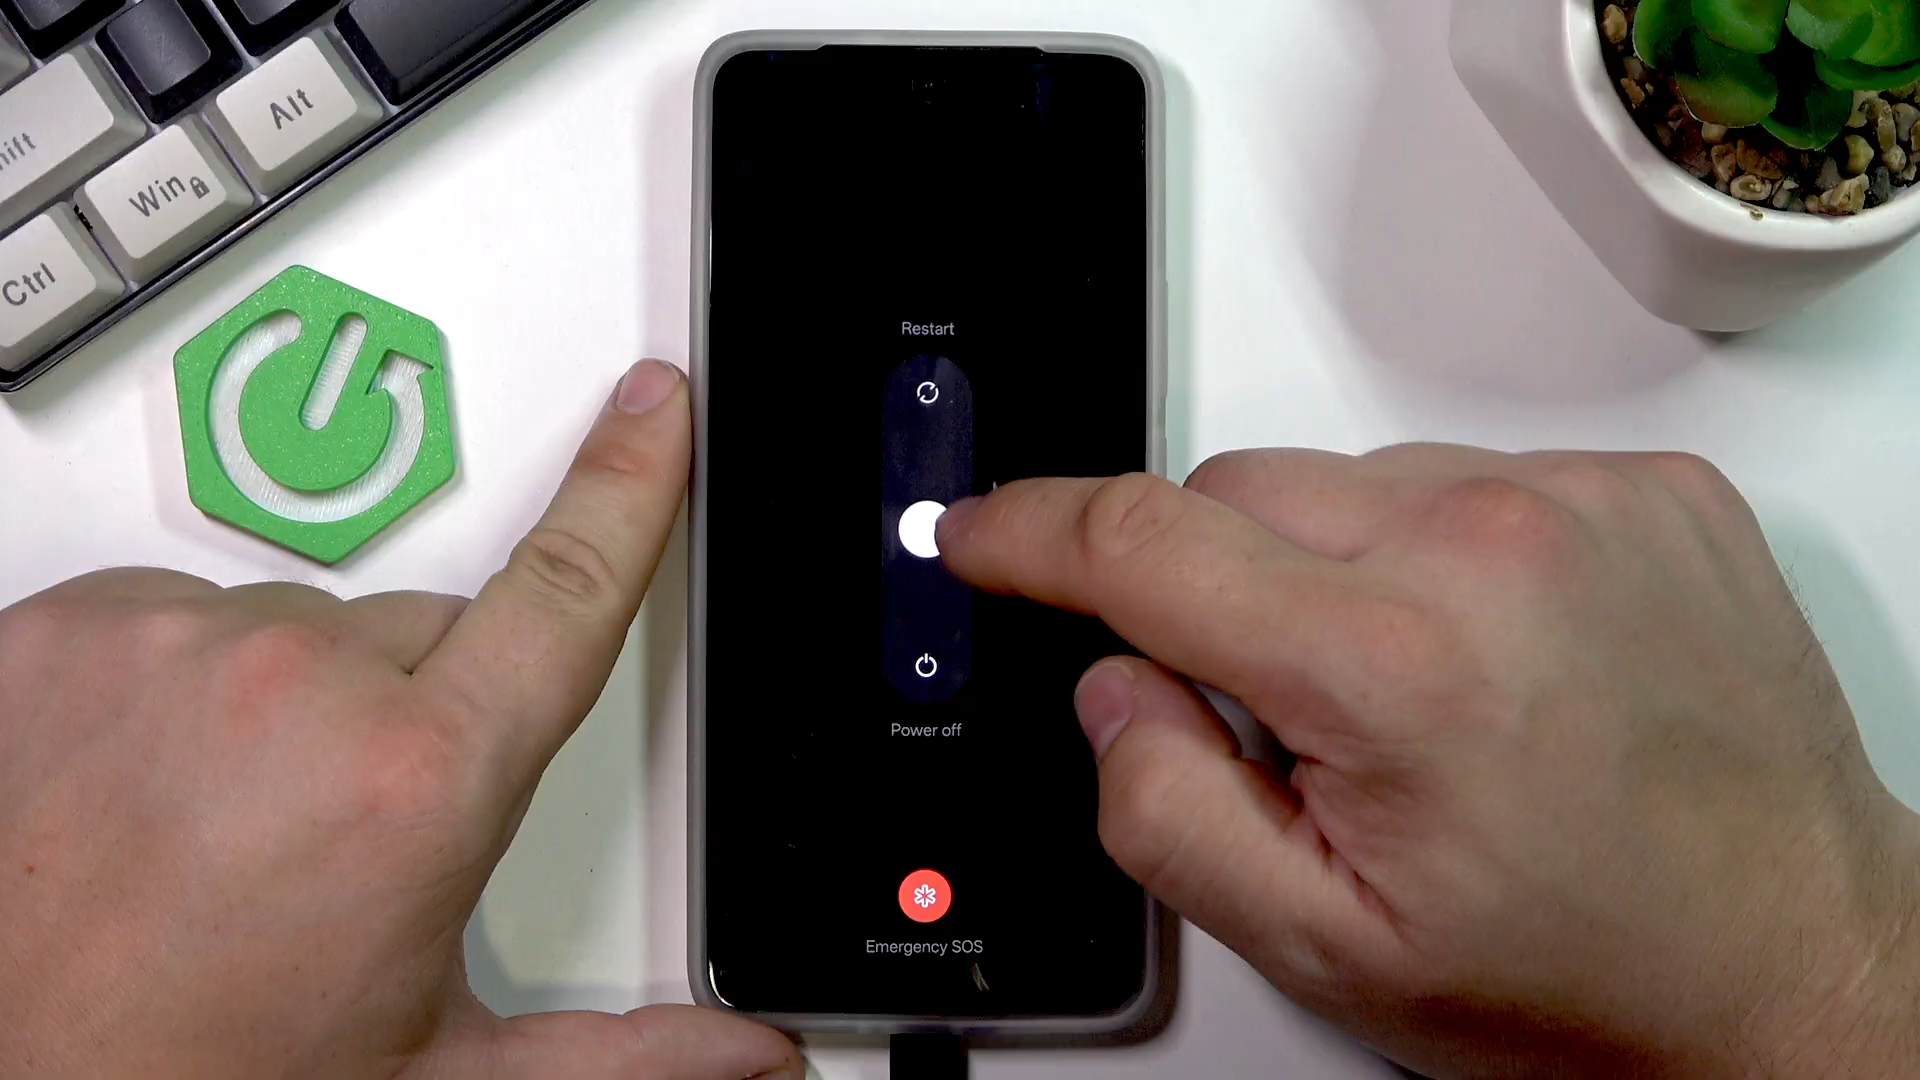 Alt
ift
Win
Ctrl
Restart
Power off
Emergency SOS